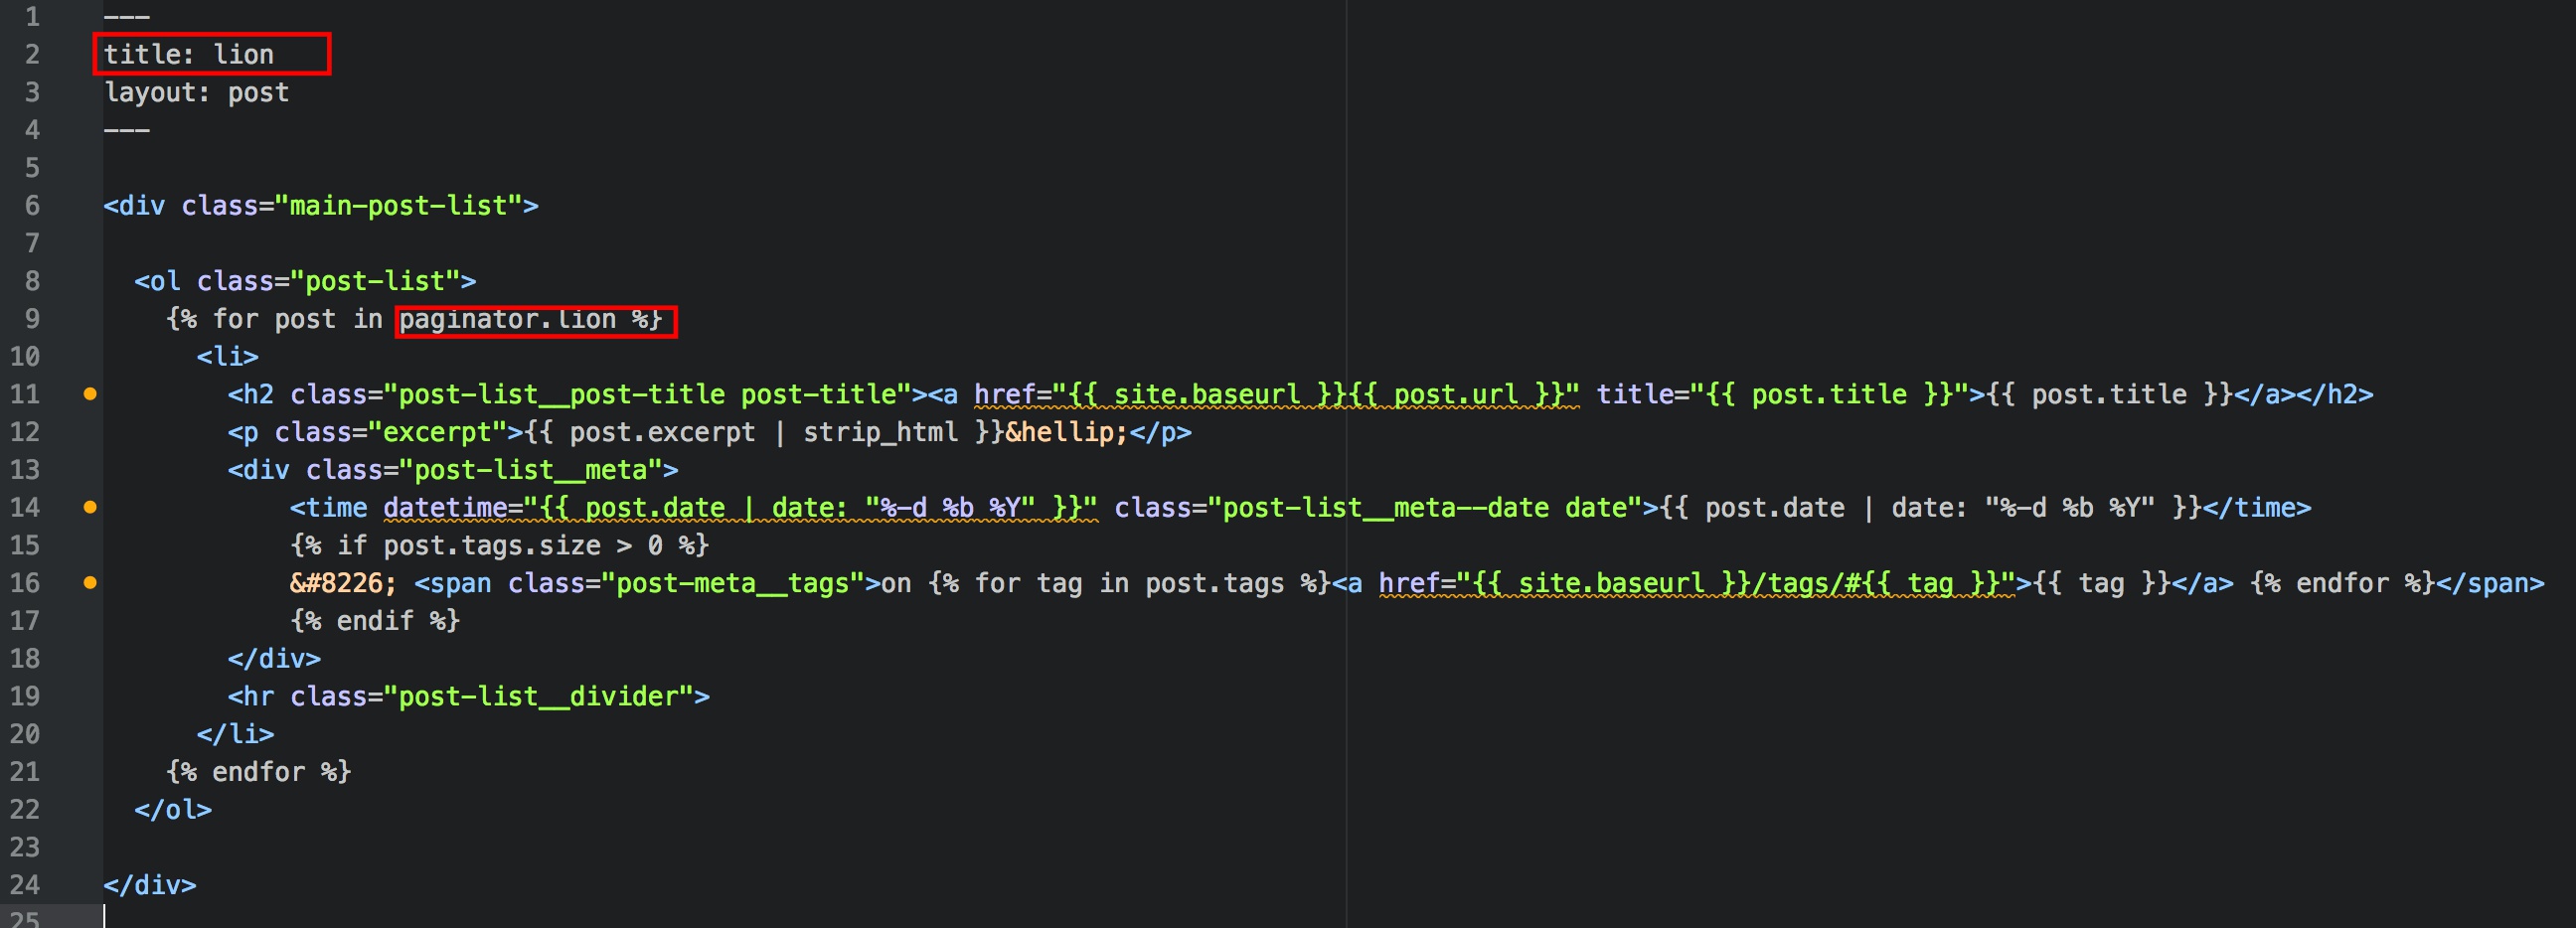 1 ---
2 title: lion
3 layout: post
4 ---
5
6 <div class="main-post-list">
7
8   <ol class="post-list">
9     {% for post in paginator.lion %}
10       <li>
11         <h2 class="post-list__post-title post-title"><a href="{{ site.baseurl }}{{ post.url }}" title="{{ post.title }}">{{ post.title }}</a></h2>
12         <p class="excerpt">{{ post.excerpt | strip_html }}&hellip;</p>
13         <div class="post-list__meta">
14             <time datetime="{{ post.date | date: "%-d %b %Y" }}" class="post-list__meta--date date">{{ post.date | date: "%-d %b %Y" }}</time>
15             {% if post.tags.size > 0 %}
16             &#8226; <span class="post-meta__tags">on {% for tag in post.tags %}<a href="{{ site.baseurl }}/tags/#{{ tag }}">{{ tag }}</a> {% endfor %}</span>
17             {% endif %}
18         </div>
19         <hr class="post-list__divider">
20       </li>
21     {% endfor %}
22   </ol>
23
24 </div>
25